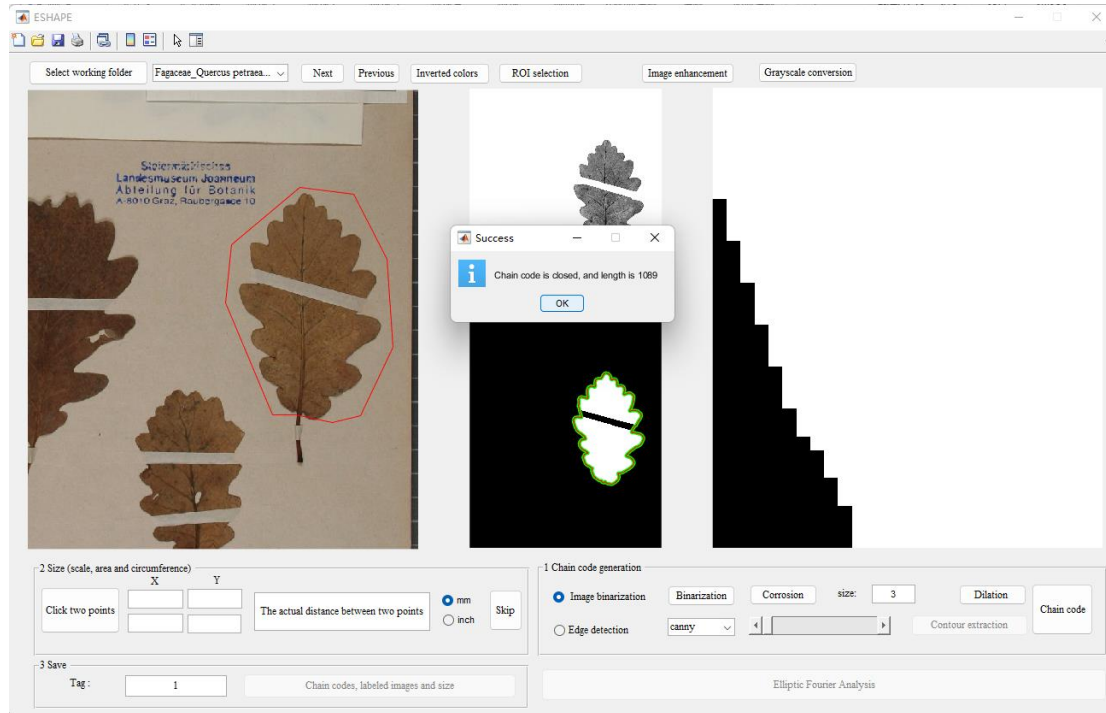 ESHAPE
Select working folder
Fagaceae_Quercus petraea...
Next
Previous
Inverted colors
ROI selection
Image enhancement
Grayscale conversion
Steiermärkisches
Landesmuseum Joanneum
Abteilung für Botanik
A-8010 Graz, Raubergasse 10
Success
Chain code is closed, and length is 1089
OK
2 Size (scale, area and circumference)
X Y
Click two points
The actual distance between two points
mm
inch
Skip
1 Chain code generation
Image binarization
Binarization
Corrosion
size:
3
Dilation
Chain code
Edge detection
canny
Contour extraction
3 Save
Tag :
1
Chain codes, labeled images and size
Elliptic Fourier Analysis